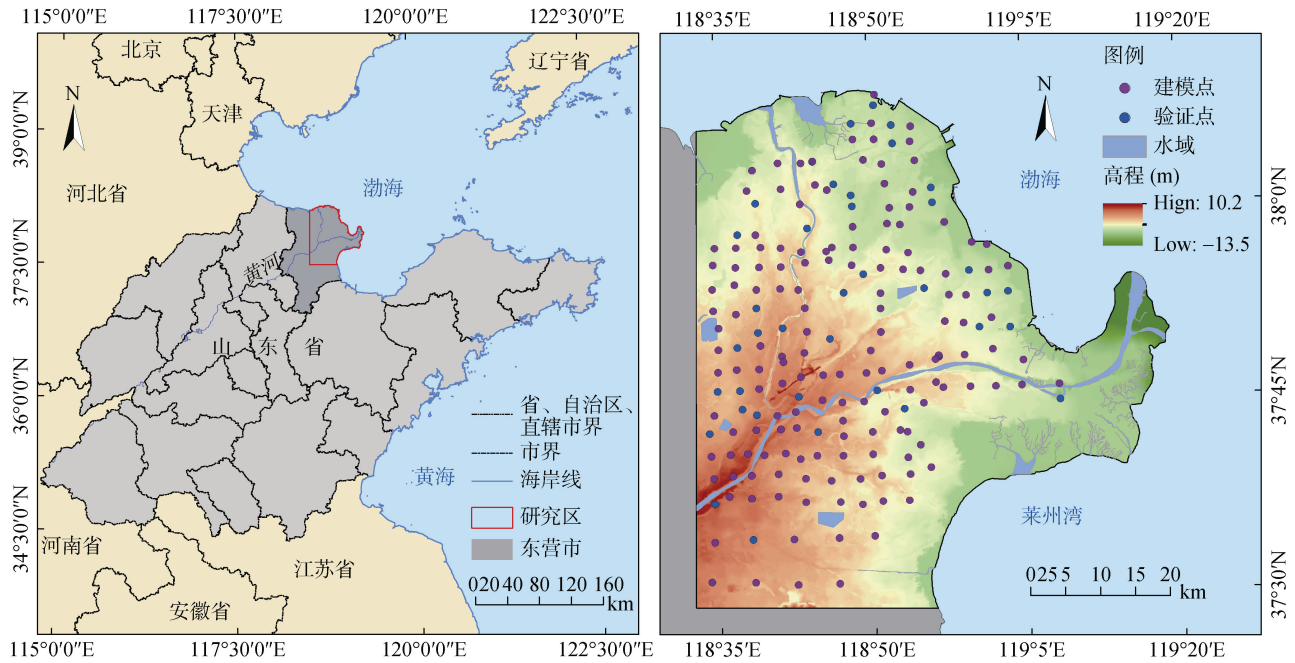 115°0′0″E 117°30′0″E 120°0′0″E 122°30′0″E
北京
辽宁省
天津
N
39°0′0″N
河北省
渤海
37°30′0″N
黄河
山 东 省
36°0′0″N
省、自治区、
直辖市界
市界
黄海
海岸线
研究区
东营市
34°30′0″N
河南省
江苏省
安徽省
020 40 80 120 160
km
115°0′0″E 117°30′0″E 120°0′0″E 122°30′0″E
118°35′E 118°50′E 119°5′E 119°20′E
图例
建模点
验证点
水域
高程 (m)
Hign: 10.2
Low: −13.5
N
渤海
38°0′N
37°45′N
莱州湾
37°30′N
025 5 10 15 20
km
118°35′E 118°50′E 119°5′E 119°20′E